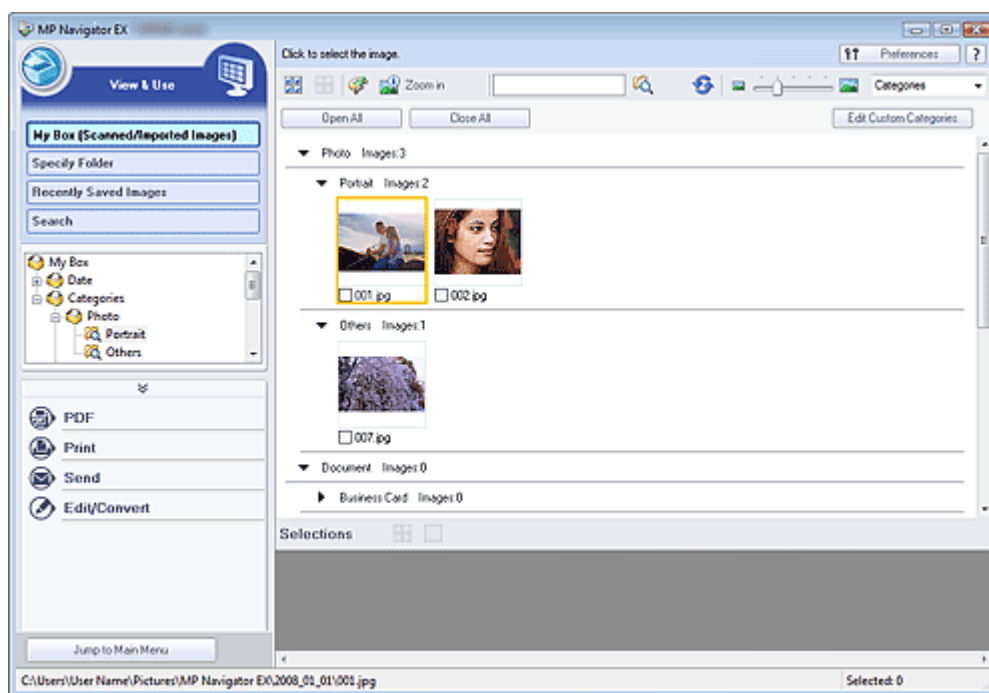 MP Navigator EX
View & Use
My Box (Scanned/Imported Images)
Specify Folder
Recently Saved Images
Search
My Box
Date
Categories
Photo
Portrait
Others
PDF
Print
Send
Edit/Convert
Jump to Main Menu
Click to select the image.
Preferences
?
Zoom in
Categories
Open All
Close All
Edit Custom Categories
Photo Images:3
Portrait Images:2
001.jpg
002.jpg
Others Images:1
007.jpg
Document Images:0
Business Card Images:0
Selections
C:\Users\User Name\Pictures\MP Navigator EX\2008_01_01\001.jpg
Selected: 0